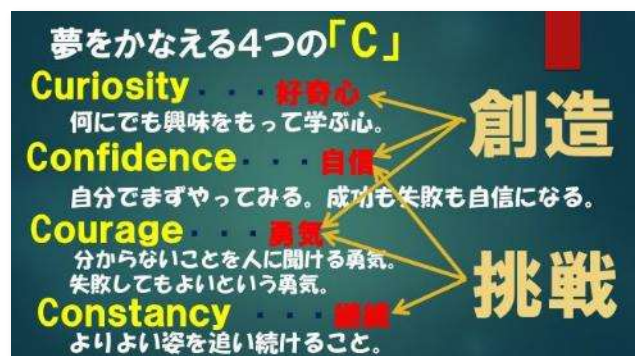 夢をかなえる4つの「C」
Curiosity・・・好奇心
何にでも興味をもって学ぶ心。
創造
Confidence・・・自信
自分でまずやってみる。成功も失敗も自信になる。
Courage・・・勇気
分からないことを人に聞ける勇気。
失敗してもよいという勇気。
挑戦
Constancy・・・
よりよい姿を追い続けること。